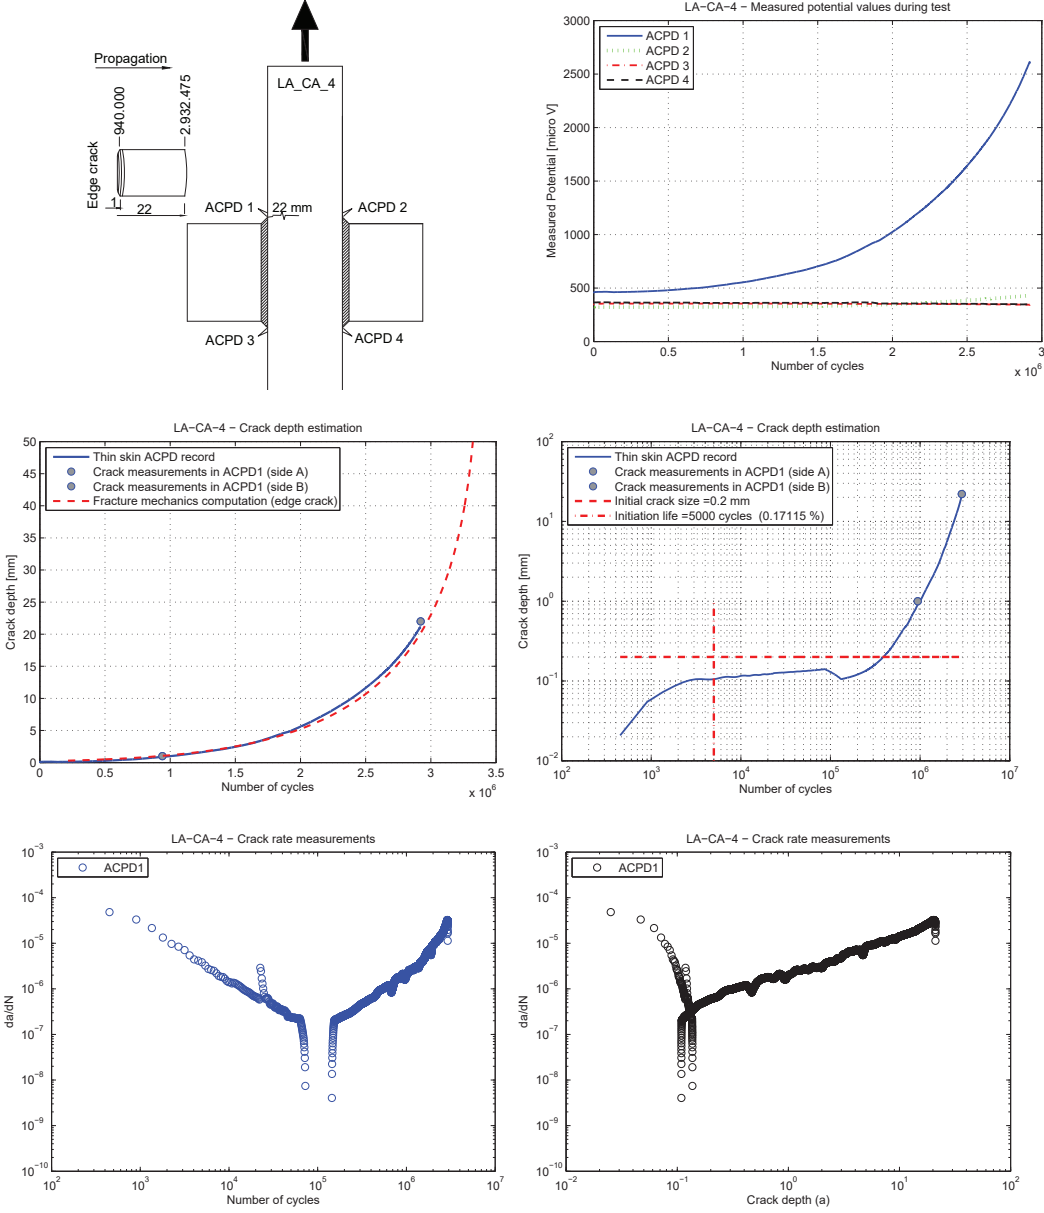 Propagation
940.000
2.932.475
Edge crack
1
22
LA_CA_4
ACPD 1
22 mm
ACPD 2
ACPD 3
ACPD 4
LA−CA−4 − Measured potential values during test
ACPD 1
ACPD 2
ACPD 3
ACPD 4
Measured Potential [micro V]
3000
2500
2000
1500
1000
500
0
0 0.5 1 1.5 2 2.5 3
Number of cycles
x 10^6
LA−CA−4 − Crack depth estimation
Thin skin ACPD record
Crack measurements in ACPD1 (side A)
Crack measurements in ACPD1 (side B)
Fracture mechanics computation (edge crack)
Crack depth [mm]
50
45
40
35
30
25
20
15
10
5
0
0 0.5 1 1.5 2 2.5 3 3.5
Number of cycles
x 10^6
LA−CA−4 − Crack depth estimation
Thin skin ACPD record
Crack measurements in ACPD1 (side A)
Crack measurements in ACPD1 (side B)
Initial crack size =0.2 mm
Initiation life =5000 cycles (0.17115 %)
Crack depth [mm]
10^2
10^1
10^0
10^−1
10^−2
10^2 10^3 10^4 10^5 10^6 10^7
Number of cycles
LA−CA−4 − Crack rate measurements
ACPD1
da/dN
10^−3
10^−4
10^−5
10^−6
10^−7
10^−8
10^−9
10^−10
10^2 10^3 10^4 10^5 10^6 10^7
Number of cycles
LA−CA−4 − Crack rate measurements
ACPD1
da/dN
10^−3
10^−4
10^−5
10^−6
10^−7
10^−8
10^−9
10^−10
10^−2 10^−1 10^0 10^1 10^2
Crack depth (a)